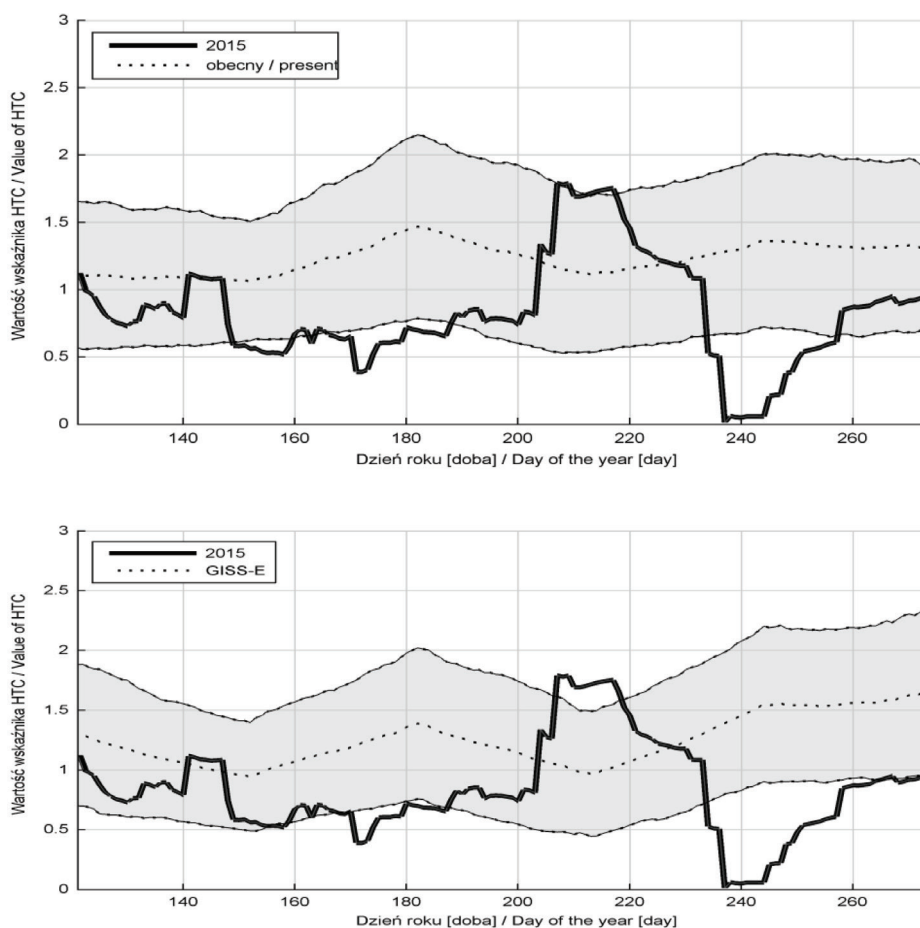 3
2.5
2
1.5
1
0.5
0
2015
obecny / present
Wartość wskaźnika HTC / Value of HTC
140 160 180 200 220 240 260
Dzień roku [doba] / Day of the year [day]
3
2.5
2
1.5
1
0.5
0
2015
GISS-E
Wartość wskaźnika HTC / Value of HTC
140 160 180 200 220 240 260
Dzień roku [doba] / Day of the year [day]